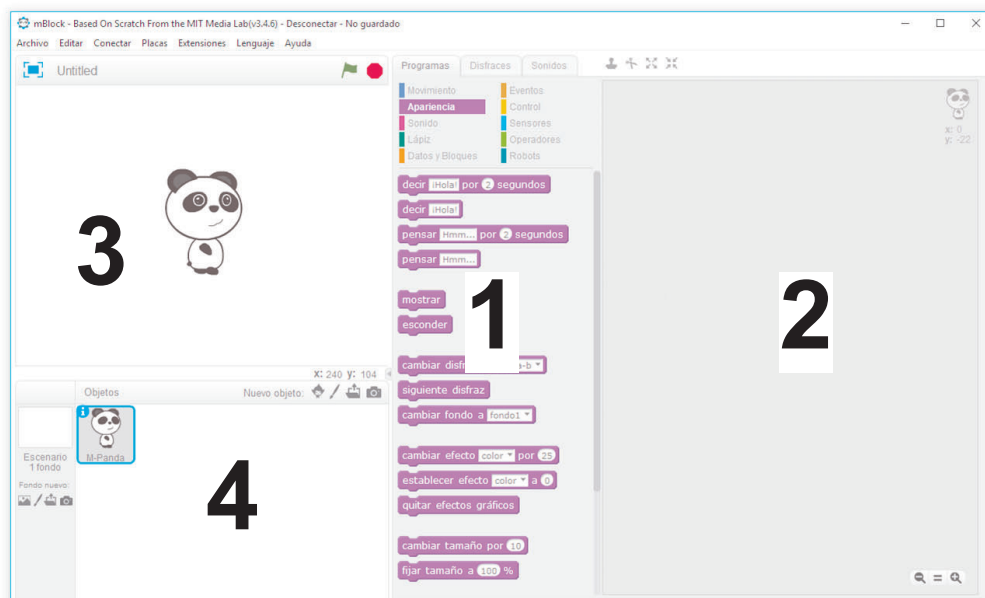 mBlock - Based On Scratch From the MIT Media Lab(v3.4.6) - Desconectar - No guardado
Archivo Editar Conectar Placas Extensiones Lenguaje Ayuda
Untitled
3
x: 240 y: 104
Objetos
Nuevo objeto:
Escenario
1 fondo
Fondo nuevo:
M-Panda
4
Programas Disfraces Sonidos
Movimiento Eventos
Apariencia Control
Sonido Sensores
Lápiz Operadores
Datos y Bloques Robots
decir ¡Hola! por 2 segundos
decir ¡Hola!
pensar Hmm... por 2 segundos
pensar Hmm...
mostrar
esconder
1
cambiar a-b
siguiente disfraz
cambiar fondo a fondo1
cambiar efecto color por 25
establecer efecto color a 0
quitar efectos gráficos
cambiar tamaño por 10
fijar tamaño a 100 %
x: 0
y: -22
2